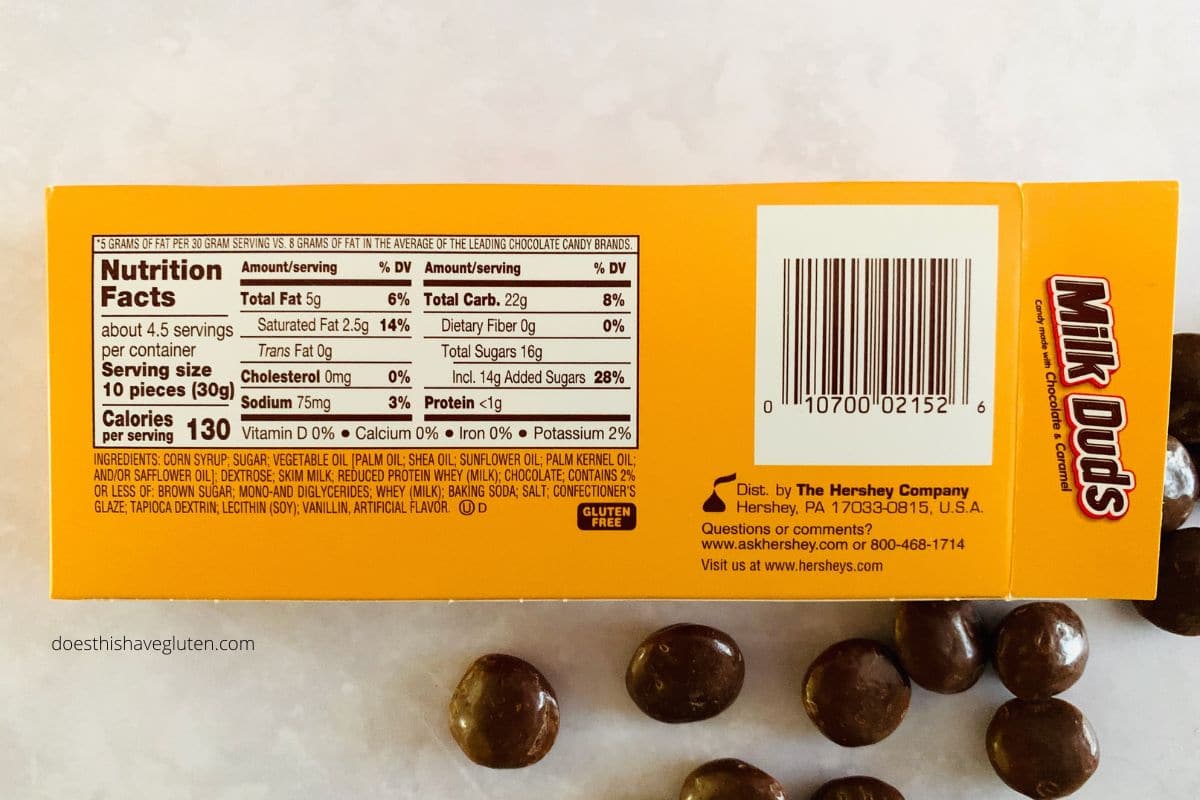 *5 GRAMS OF FAT PER 30 GRAM SERVING VS. 8 GRAMS OF FAT IN THE AVERAGE OF THE LEADING CHOCOLATE CANDY BRANDS.
Nutrition
Facts
about 4.5 servings
per container
Serving size
10 pieces (30g)
Calories
per serving 130
Amount/serving % DV
Total Fat 5g 6%
Saturated Fat 2.5g 14%
Trans Fat 0g
Cholesterol 0mg 0%
Sodium 75mg 3%
Amount/serving % DV
Total Carb. 22g 8%
Dietary Fiber 0g 0%
Total Sugars 16g
Incl. 14g Added Sugars 28%
Protein <1g
Vitamin D 0% • Calcium 0% • Iron 0% • Potassium 2%
INGREDIENTS: CORN SYRUP; SUGAR; VEGETABLE OIL [PALM OIL; SHEA OIL; SUNFLOWER OIL; PALM KERNEL OIL;
AND/OR SAFFLOWER OIL]; DEXTROSE; SKIM MILK; REDUCED PROTEIN WHEY (MILK); CHOCOLATE; CONTAINS 2%
OR LESS OF: BROWN SUGAR; MONO-AND DIGLYCERIDES; WHEY (MILK); BAKING SODA; SALT; CONFECTIONER'S
GLAZE; TAPIOCA DEXTRIN; LECITHIN (SOY); VANILLIN, ARTIFICIAL FLAVOR. Ⓤ D
GLUTEN
FREE
0 10700 02152 6
Dist. by The Hershey Company
Hershey, PA 17033-0815, U.S.A.
Questions or comments?
www.askhershey.com or 800-468-1714
Visit us at www.hersheys.com
Milk Duds
Candy made with Chocolate & Caramel
doesthishavegluten.com